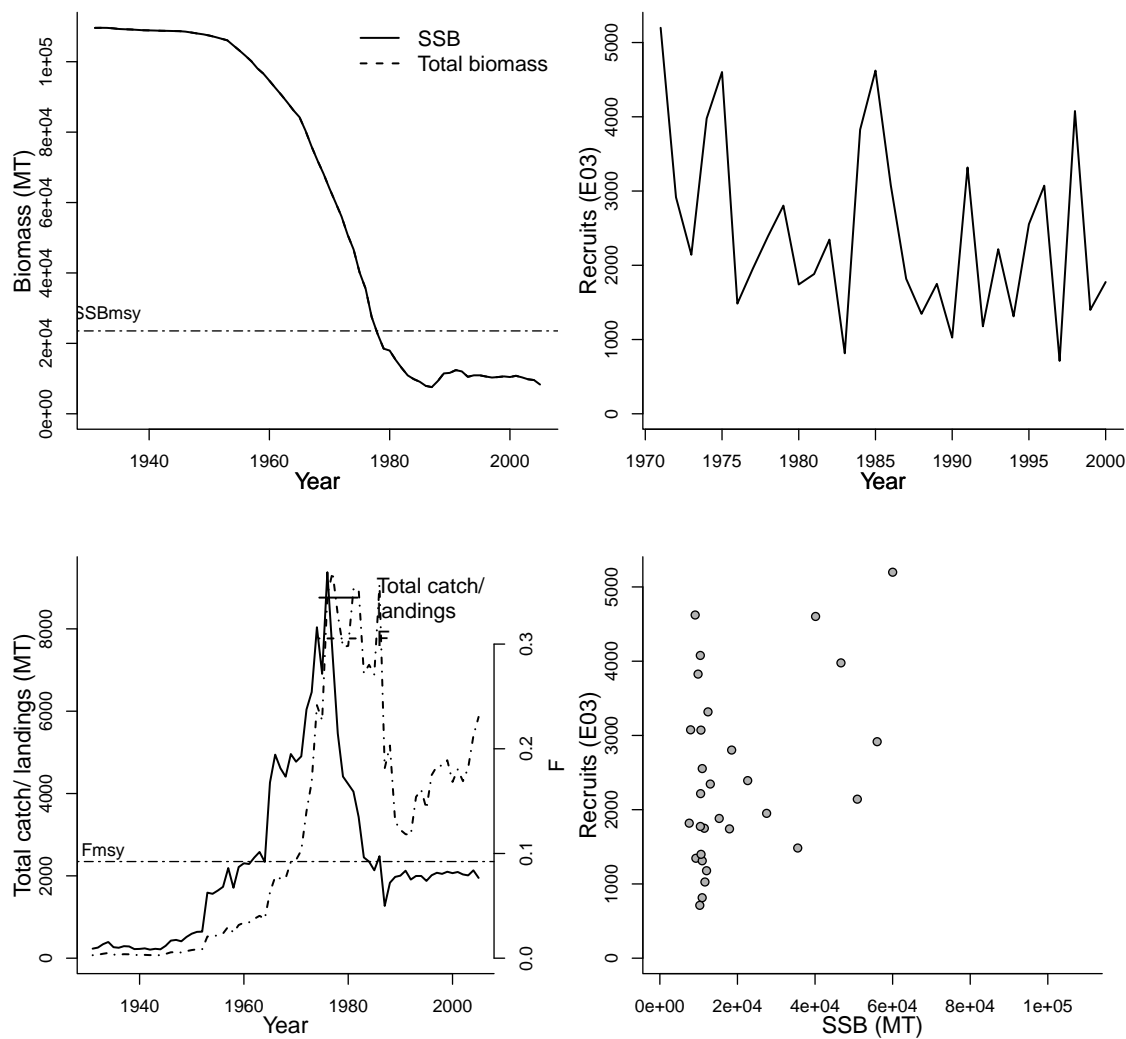 SSB
Total biomass
Biomass (MT)
0e+00
2e+04
4e+04
6e+04
8e+04
1e+05
SSBmsy
1940
1960
1980
2000
Year
Recruits (E03)
0
1000
2000
3000
4000
5000
1970
1975
1980
1985
1990
1995
2000
Year
Total catch/ landings (MT)
0
2000
4000
6000
8000
Total catch/
landings
F
Fmsy
0.0
0.1
0.2
0.3
F
1940
1960
1980
2000
Year
Recruits (E03)
0
1000
2000
3000
4000
5000
0e+00
2e+04
4e+04
6e+04
8e+04
1e+05
SSB (MT)